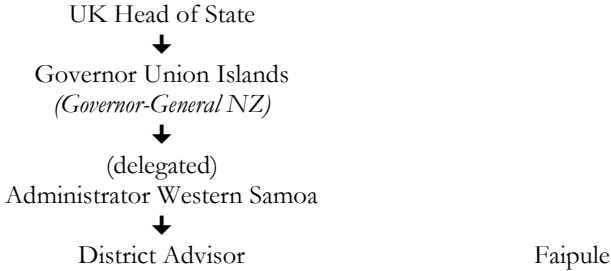 UK Head of State
Governor Union Islands
(Governor-General NZ)
(delegated)
Administrator Western Samoa
District Advisor Faipule